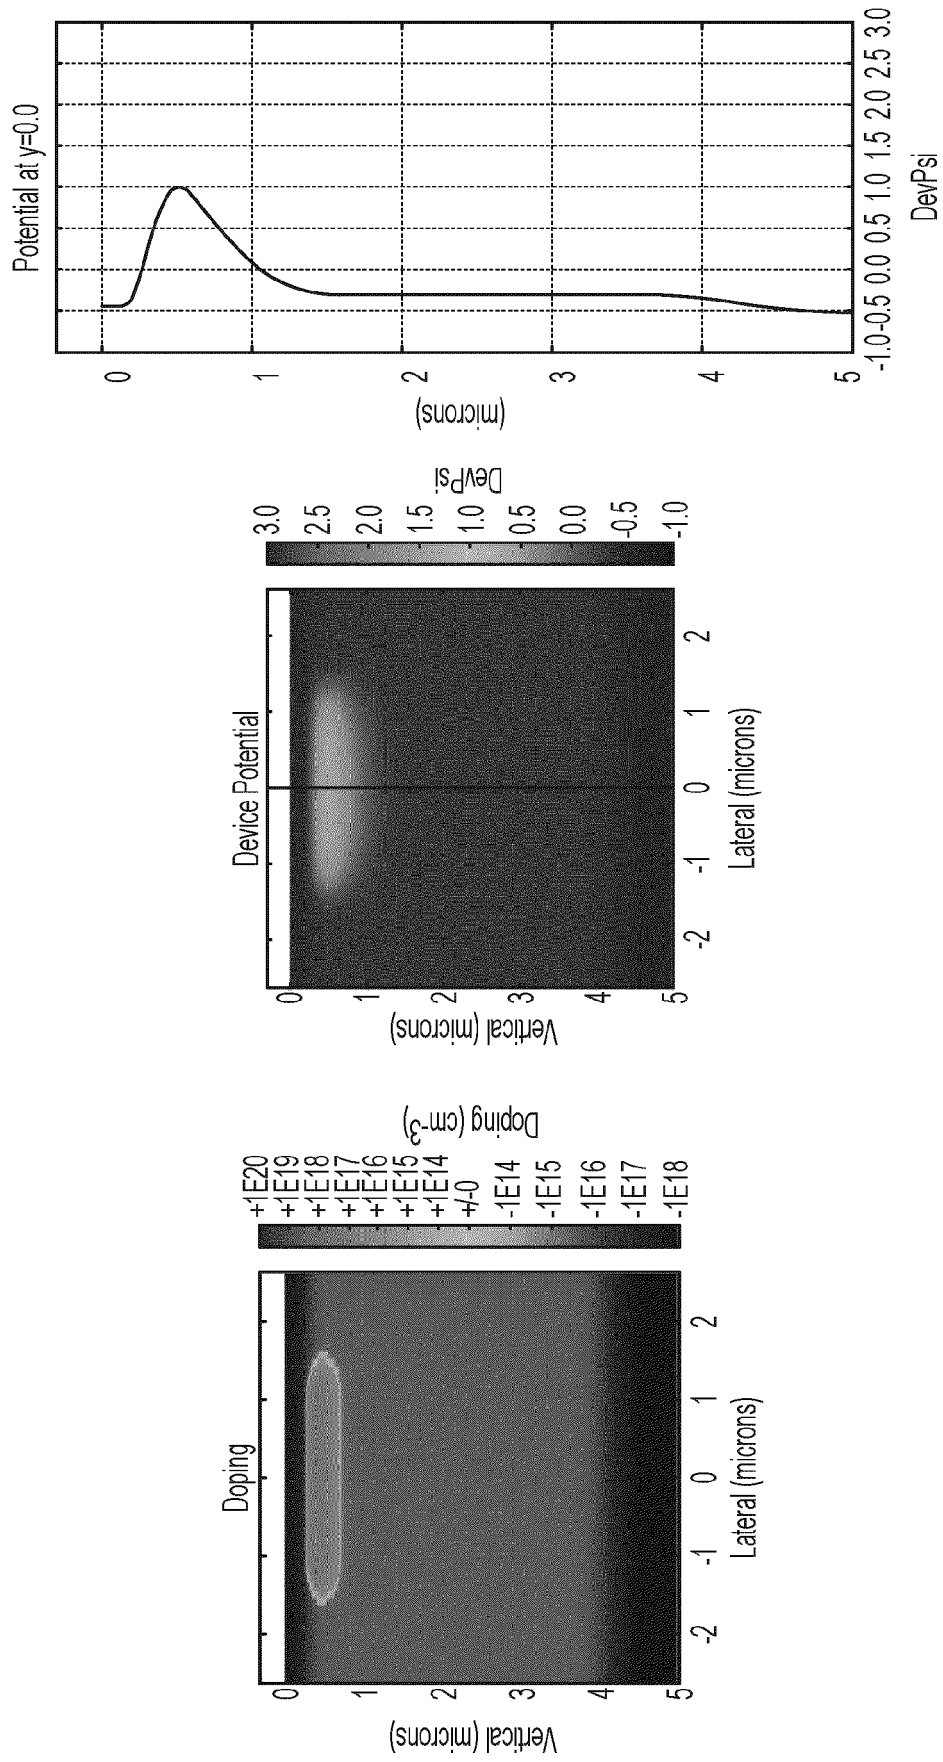 Doping
Vertical (microns)
0
1
2
3
4
5
-2
-1
0
1
2
Lateral (microns)
+1E20
+1E19
+1E18
+1E17
+1E16
+1E15
+1E14
+/-0
-1E14
-1E15
-1E16
-1E17
-1E18
Doping (cm⁻³)
Device Potential
Vertical (microns)
0
1
2
3
4
5
-2
-1
0
1
2
Lateral (microns)
3.0
2.5
2.0
1.5
1.0
0.5
0.0
-0.5
-1.0
DevPsi
Potential at y=0.0
(microns)
0
1
2
3
4
5
-1.0 -0.5 0.0 0.5 1.0 1.5 2.0 2.5 3.0
DevPsi